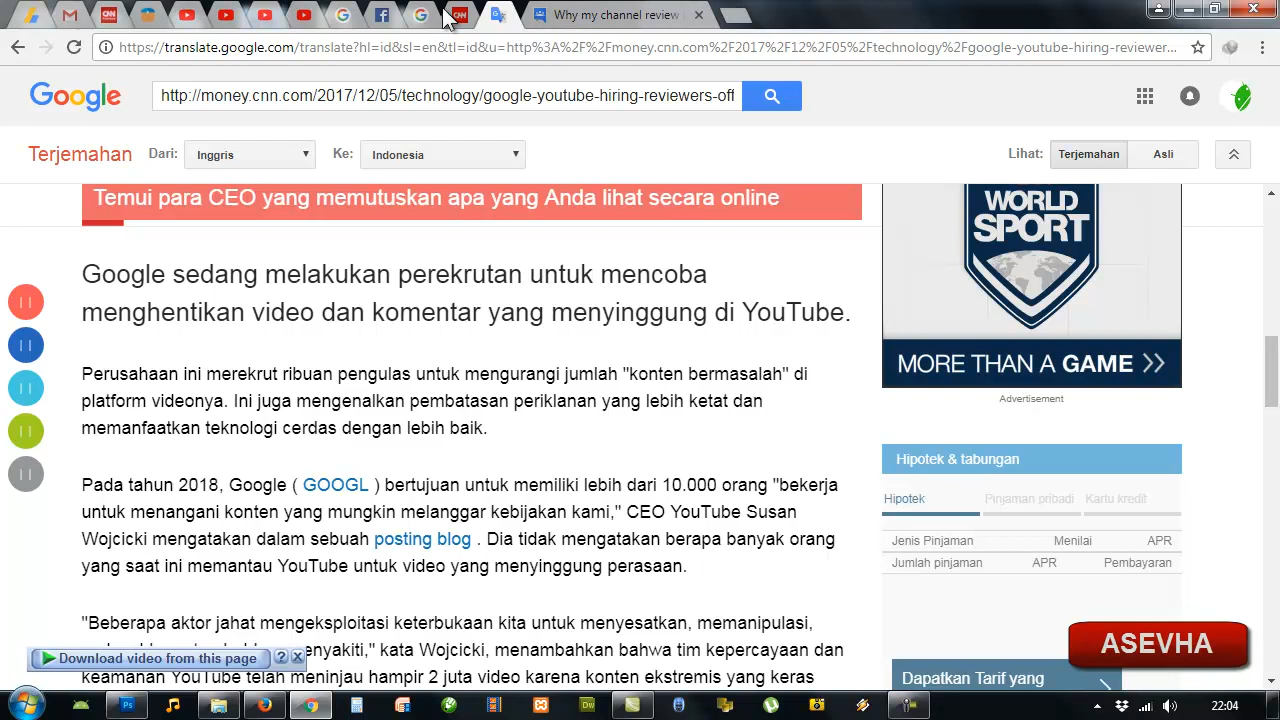 Why my channel review
https://translate.google.com/translate?hl=id&sl=en&tl=id&u=http%3A%2F%2Fmoney.cnn.com%2F2017%2F12%2F05%2Ftechnology%2Fgoogle-youtube-hiring-reviewer...
Google
http://money.cnn.com/2017/12/05/technology/google-youtube-hiring-reviewers-off
Terjemahan Dari: Inggris Ke: Indonesia Lihat: Terjemahan Asli
Temui para CEO yang memutuskan apa yang Anda lihat secara online
Google sedang melakukan perekrutan untuk mencoba
menghentikan video dan komentar yang menyinggung di YouTube.
Perusahaan ini merekrut ribuan pengulas untuk mengurangi jumlah "konten bermasalah" di
platform videonya. Ini juga mengenalkan pembatasan periklanan yang lebih ketat dan
memanfaatkan teknologi cerdas dengan lebih baik.
Pada tahun 2018, Google ( GOOGL ) bertujuan untuk memiliki lebih dari 10.000 orang "bekerja
untuk menangani konten yang mungkin melanggar kebijakan kami," CEO YouTube Susan
Wojcicki mengatakan dalam sebuah posting blog . Dia tidak mengatakan berapa banyak orang
yang saat ini memantau YouTube untuk video yang menyinggung perasaan.
"Beberapa aktor jahat mengeksploitasi keterbukaan kita untuk menyesatkan, memanipulasi,
kata Wojcicki, menambahkan bahwa tim kepercayaan dan
keamanan YouTube telah meninjau hampir 2 juta video karena konten ekstremis yang keras
Download video from this page
WORLD
SPORT
MORE THAN A GAME
Advertisement
Hipotek & tabungan
Hipotek Pinjaman pribadi Kartu kredit
Jenis Pinjaman Menilai APR
Jumlah pinjaman APR Pembayaran
ASEVHA
Dapatkan Tarif yang
22:04